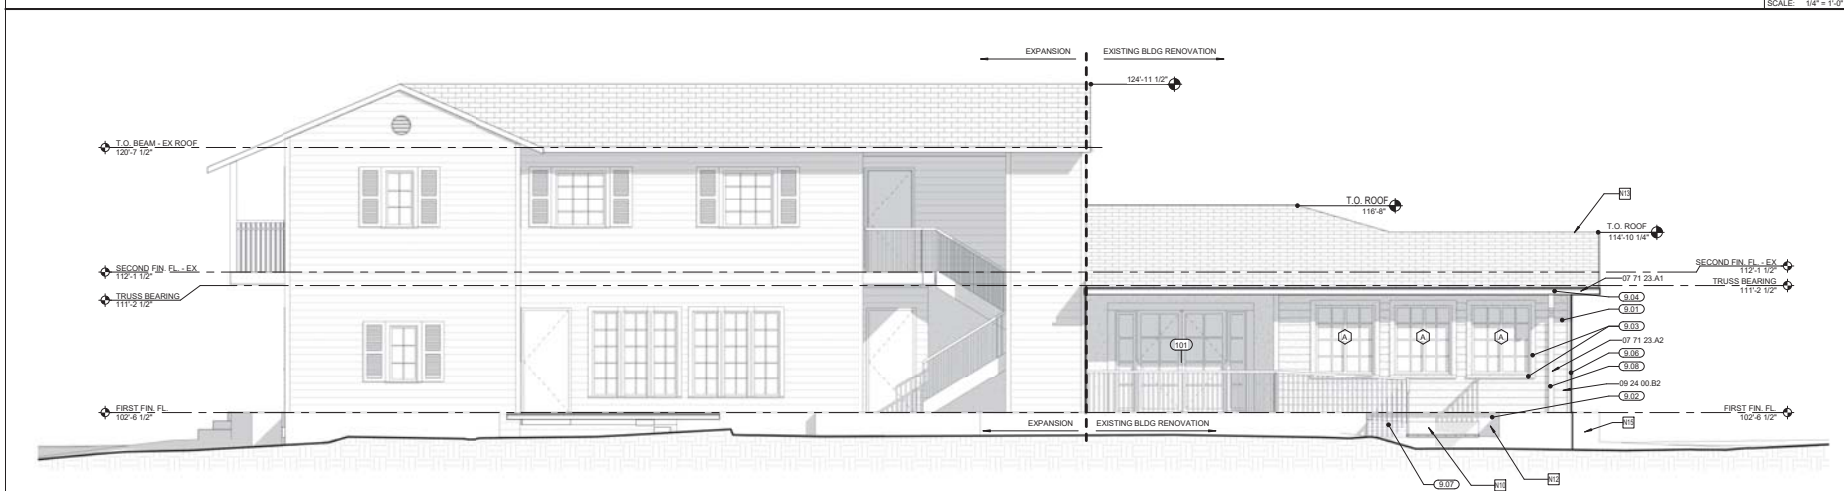 SCALE: 1/4" = 1'-0"
EXPANSION
EXISTING BLDG RENOVATION
124'-11 1/2"
T.O. BEAM - EX ROOF
120'-7 1/2"
N13
T.O. ROOF
116'-8"
T.O. ROOF
114'-10 1/4"
SECOND FIN. FL. - EX
112'-1 1/2"
SECOND FIN. FL. - EX
112'-1 1/2"
TRUSS BEARING
111'-2 1/2"
TRUSS BEARING
111'-2 1/2"
07 71 23.A1
9.04
9.01
9.03
07 71 23.A2
9.06
9.08
09 24 00.B2
9.02
101
A
A
A
FIRST FIN. FL.
102'-6 1/2"
FIRST FIN. FL.
102'-6 1/2"
EXPANSION
EXISTING BLDG RENOVATION
N15
9.07
N16
N12